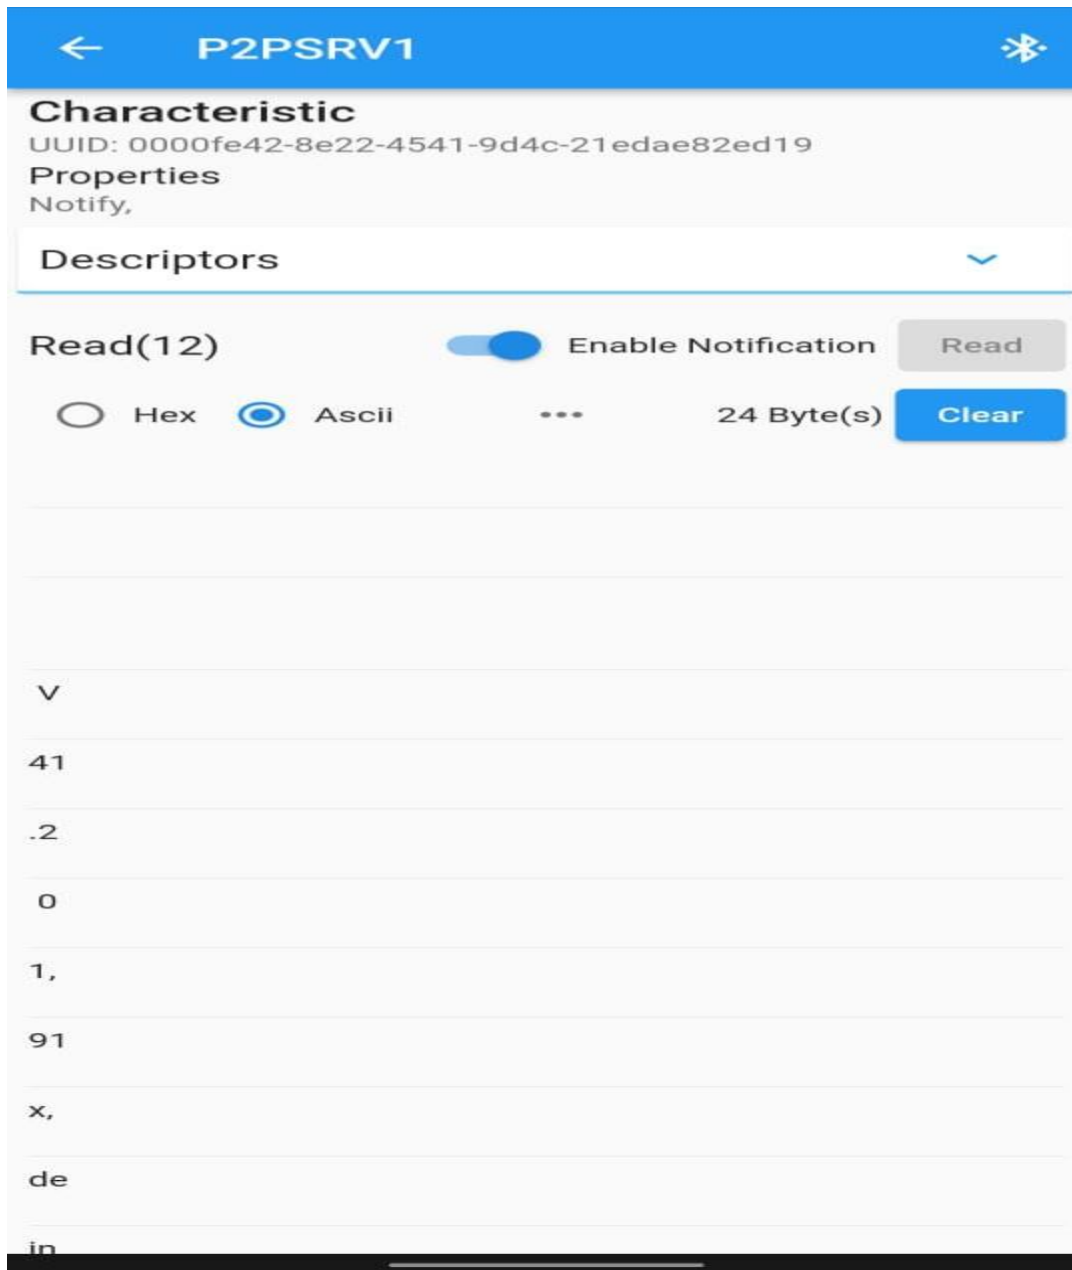 P2PSRV1
Characteristic
UUID: 0000fe42-8e22-4541-9d4c-21edae82ed19
Properties
Notify,
Descriptors
Read(12) Enable Notification Read
Hex Ascii ••• 24 Byte(s) Clear
V
41
.2
0
1,
91
x,
de
in